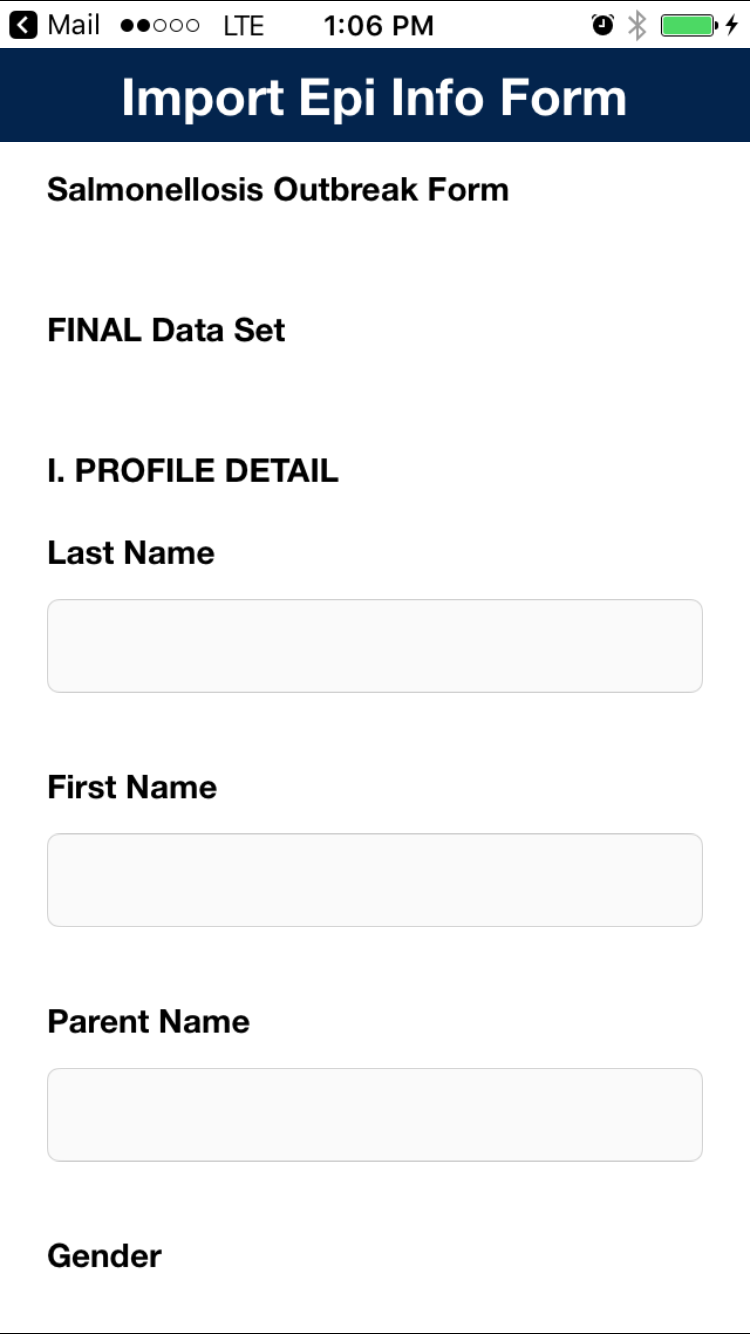 Mail LTE 1:06 PM
Import Epi Info Form
Salmonellosis Outbreak Form
FINAL Data Set
I. PROFILE DETAIL
Last Name
First Name
Parent Name
Gender